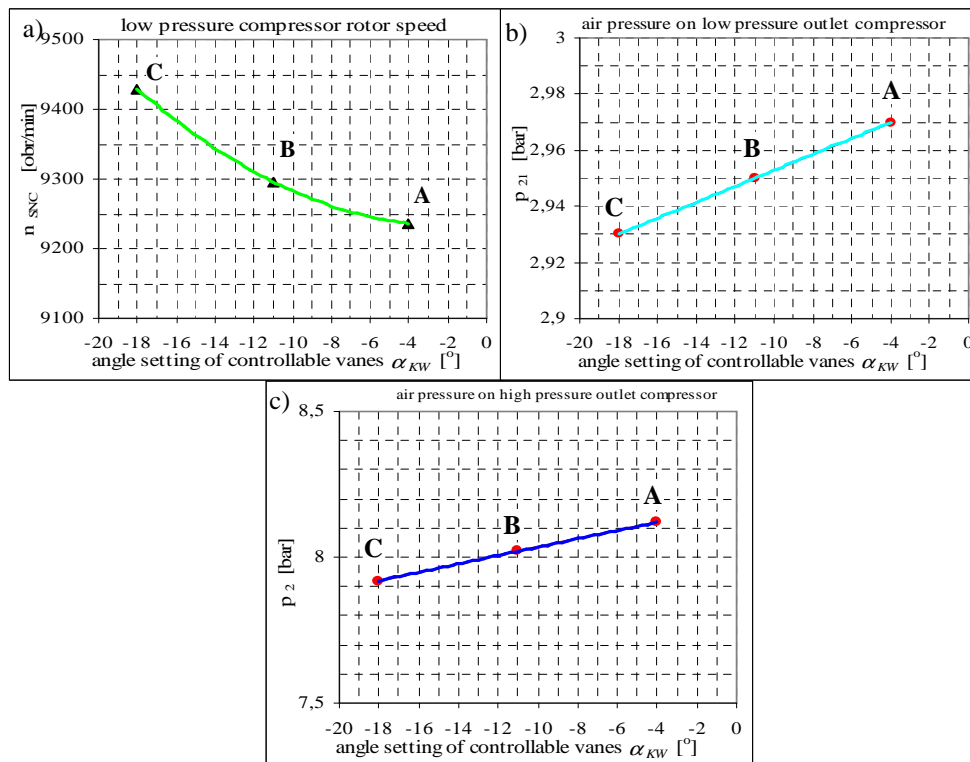 a)
low pressure compressor rotor speed
9500
9400
9300
9200
9100
n SNC [obr/min]
C
B
A
-20 -18 -16 -14 -12 -10 -8 -6 -4 -2 0
angle setting of controllable vanes α KW [°]
b)
air pressure on low pressure outlet compressor
3
2,98
2,96
2,94
2,92
2,9
p 21 [bar]
A
B
C
-20 -18 -16 -14 -12 -10 -8 -6 -4 -2 0
angle setting of controllable vanes α KW [°]
c)
air pressure on high pressure outlet compressor
8,5
8
7,5
p 2 [bar]
A
B
C
-20 -18 -16 -14 -12 -10 -8 -6 -4 -2 0
angle setting of controllable vanes α KW [°]